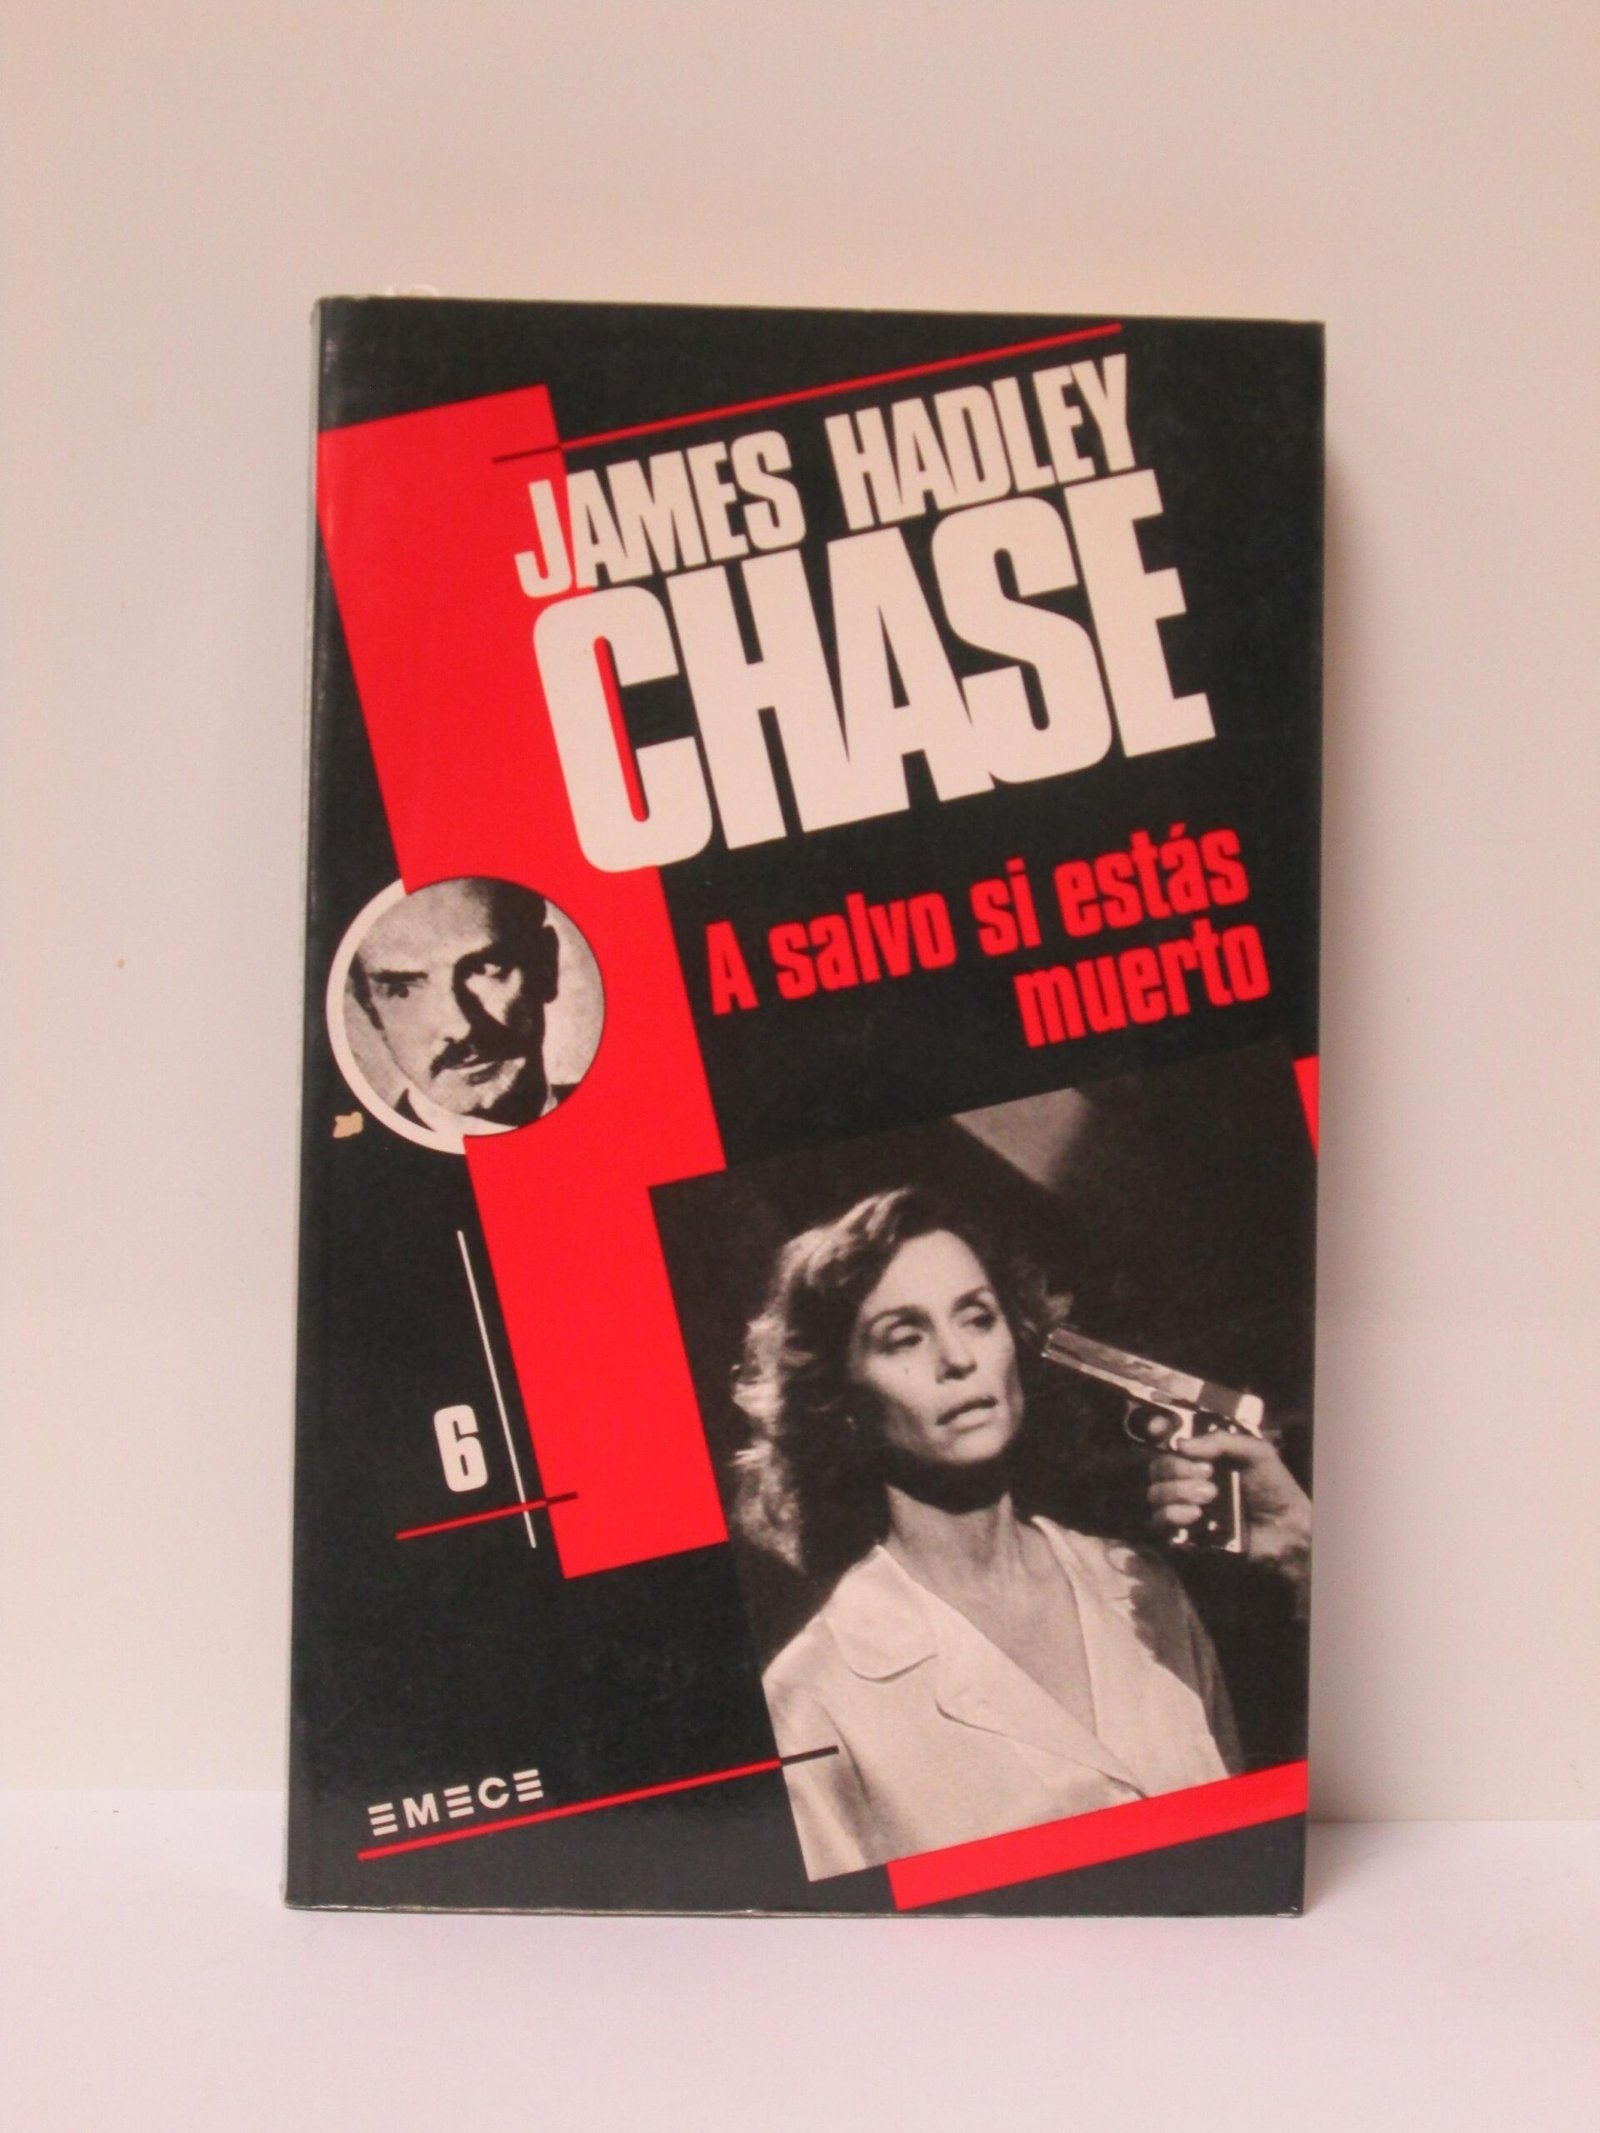 JAMES HADLEY
CHASE
A salvo si estás
muerto
6
EMECE